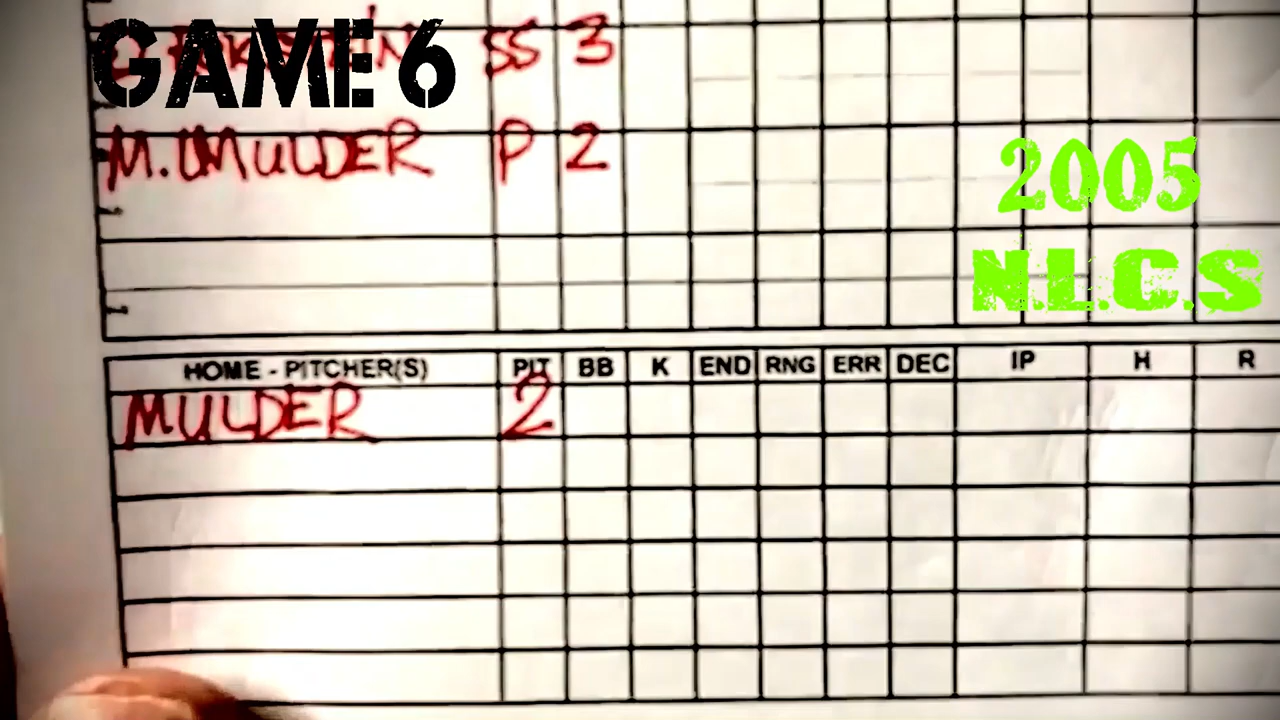 GAME 6
SS 3
M. MULDER P 2
2005
N.L.C.S
HOME - PITCHER(S) PIT BB K END RNG ERR DEC IP H R
MULDER 2